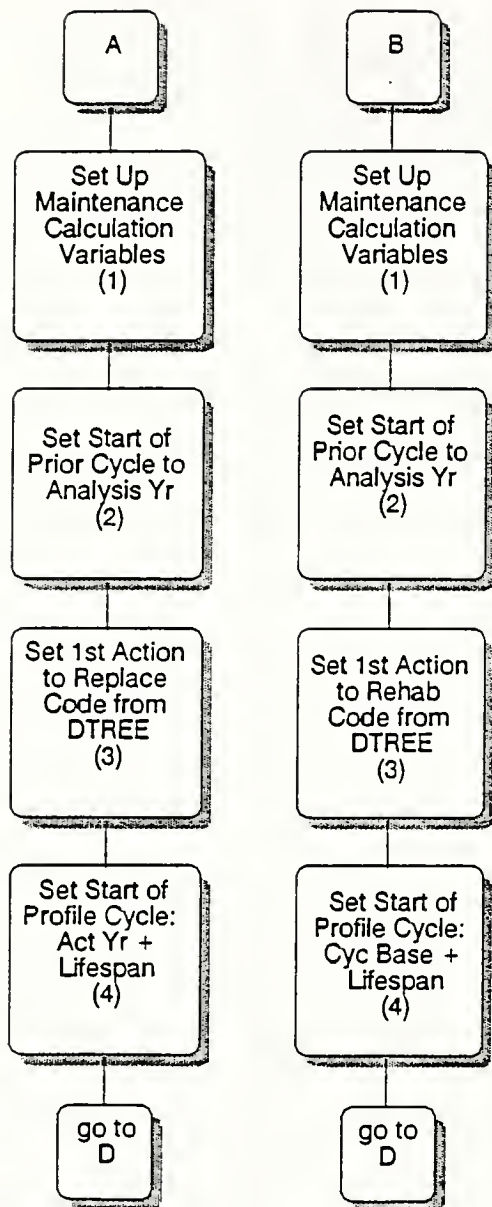 A
Set Up
Maintenance
Calculation
Variables
(1)
Set Start of
Prior Cycle to
Analysis Yr
(2)
Set 1st Action
to Replace
Code from
DTREE
(3)
Set Start of
Profile Cycle:
Act Yr +
Lifespan
(4)
go to
D
B
Set Up
Maintenance
Calculation
Variables
(1)
Set Start of
Prior Cycle to
Analysis Yr
(2)
Set 1st Action
to Rehab
Code from
DTREE
(3)
Set Start of
Profile Cycle:
Cyc Base +
Lifespan
(4)
go to
D